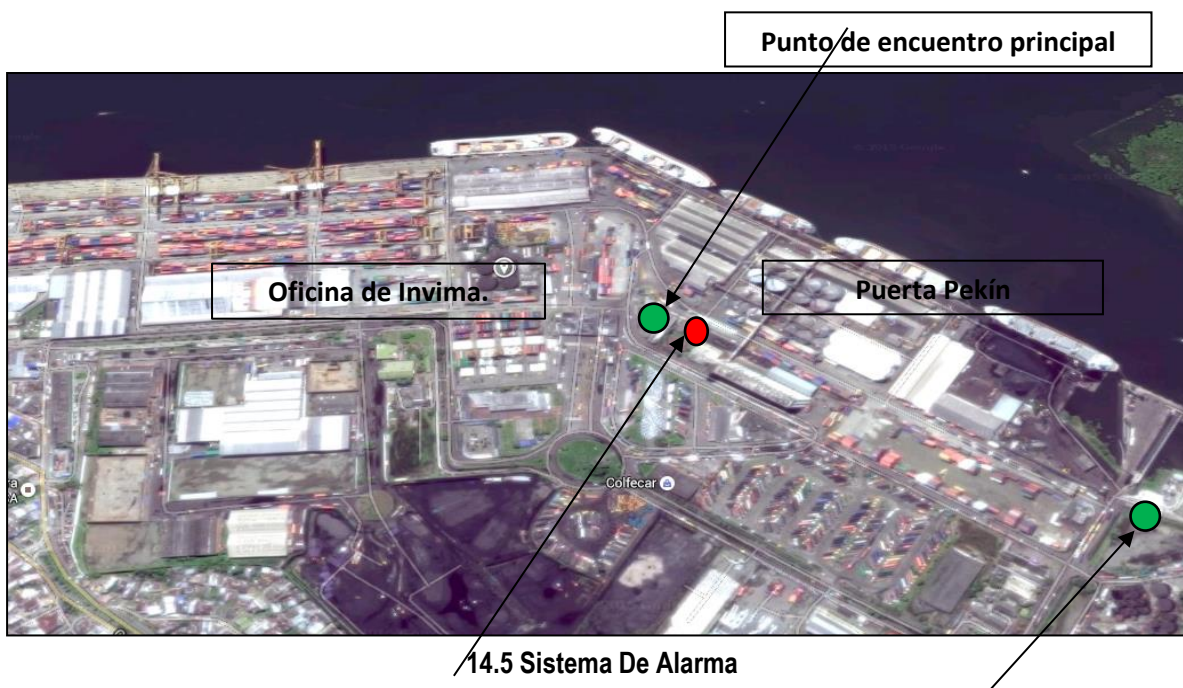 Punto de encuentro principal
Oficina de Invima.
Puerta Pekín
Colfecar
14.5 Sistema De Alarma